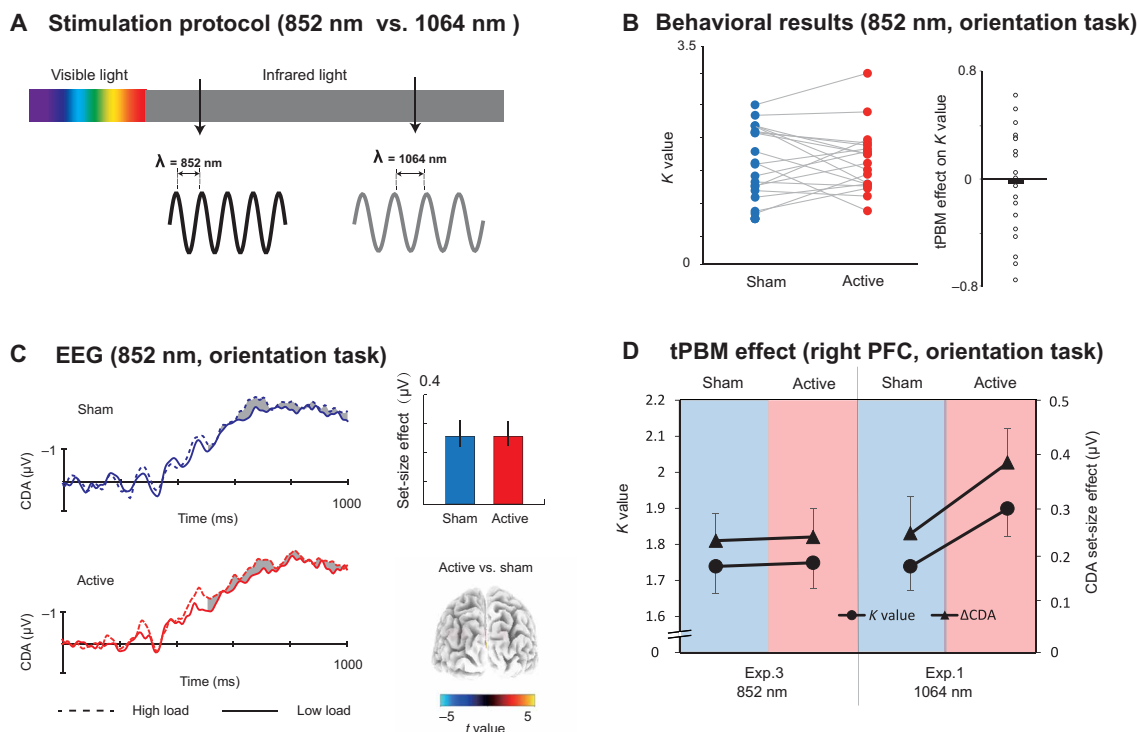 A Stimulation protocol (852 nm vs. 1064 nm )
Visible light
Infrared light
λ = 852 nm
λ = 1064 nm
B Behavioral results (852 nm, orientation task)
3.5
K value
0
Sham
Active
0.8
tPBM effect on K value
0
–0.8
C EEG (852 nm, orientation task)
Sham
–1
CDA (μV)
1000
Time (ms)
Active
–1
CDA (μV)
1000
Time (ms)
High load
Low load
0.4
Set-size effect (μV)
Sham
Active
Active vs. sham
–5
5
t value
D tPBM effect (right PFC, orientation task)
Sham
Active
Sham
Active
2.2
2.1
2
1.9
1.8
1.7
1.6
0
K value
0.5
0.4
0.3
0.2
0.1
0
CDA set-size effect (μV)
K value
ΔCDA
Exp.3
852 nm
Exp.1
1064 nm